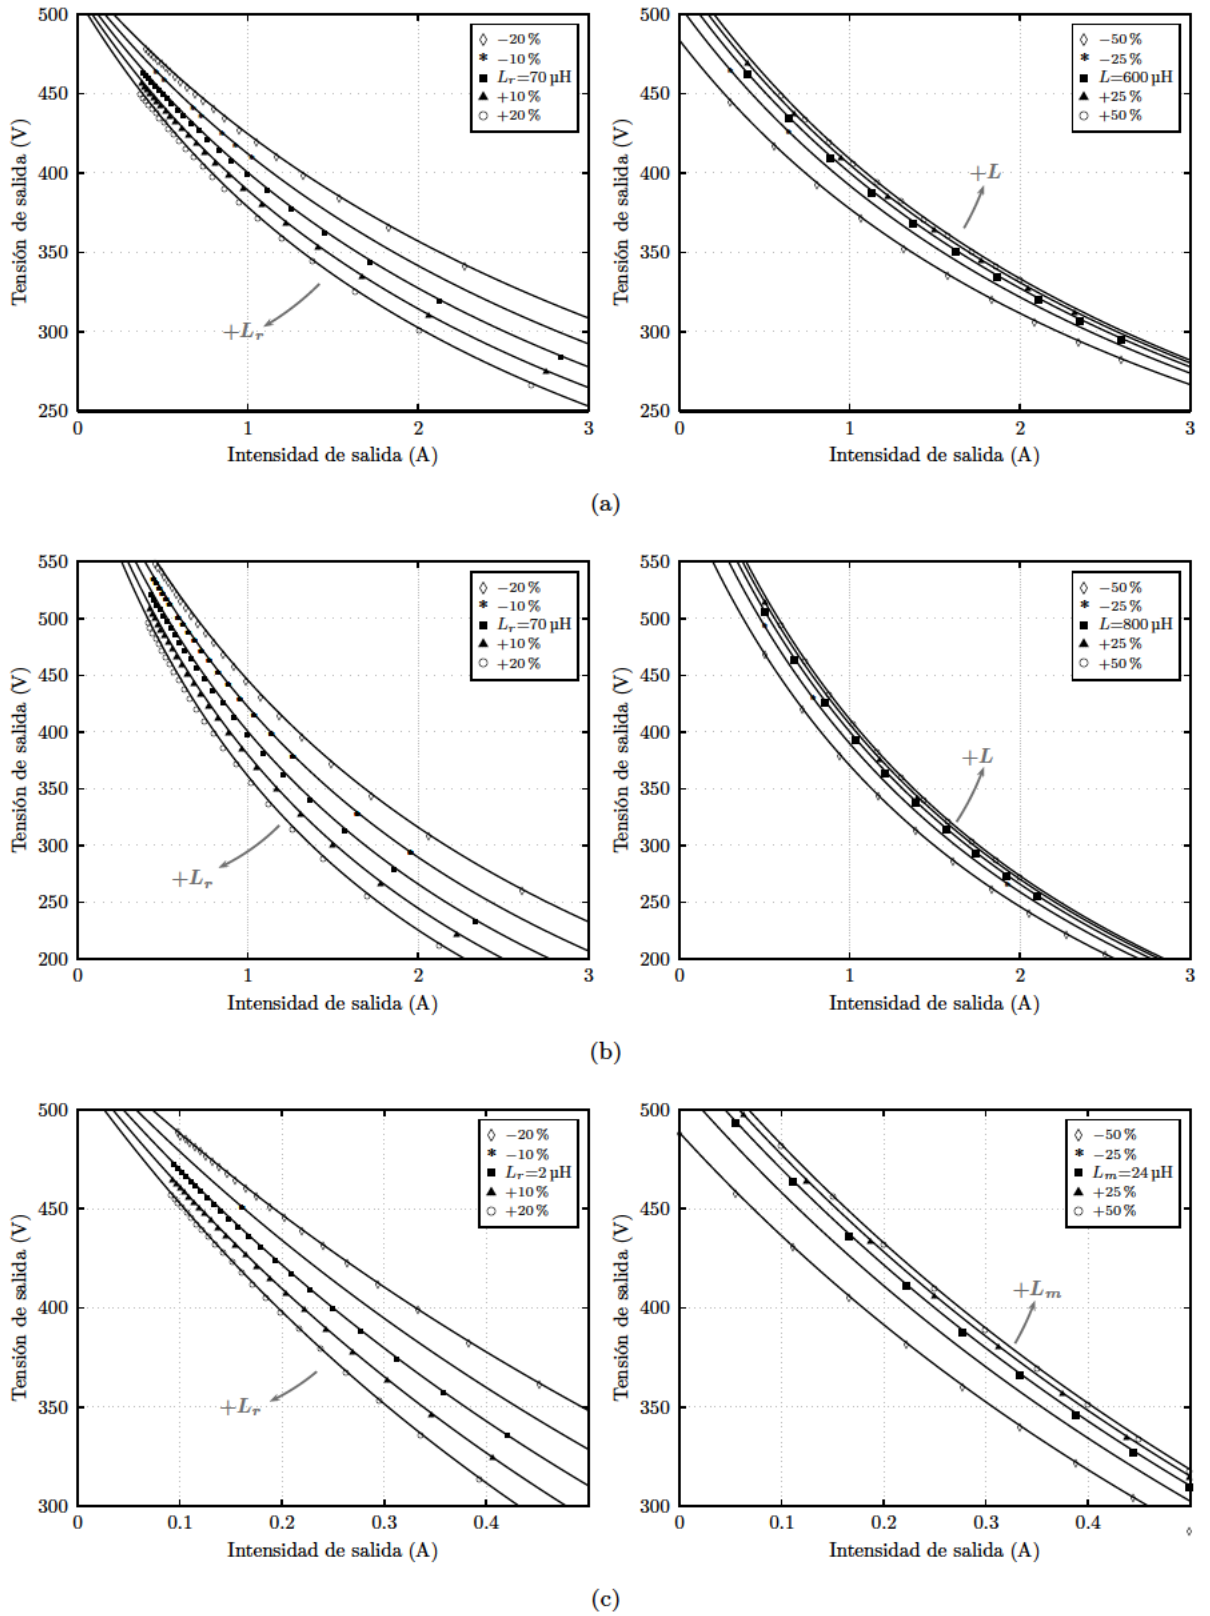 500
450
400
350
300
250
Tensión de salida (V)
−20 %
−10 %
Lr=70 µH
+10 %
+20 %
+Lr
0 1 2 3
Intensidad de salida (A)
500
450
400
350
300
250
Tensión de salida (V)
−50 %
−25 %
L=600 µH
+25 %
+50 %
+L
0 1 2 3
Intensidad de salida (A)
(a)
550
500
450
400
350
300
250
200
Tensión de salida (V)
−20 %
−10 %
Lr=70 µH
+10 %
+20 %
+Lr
0 1 2 3
Intensidad de salida (A)
550
500
450
400
350
300
250
200
Tensión de salida (V)
−50 %
−25 %
L=800 µH
+25 %
+50 %
+L
0 1 2 3
Intensidad de salida (A)
(b)
500
450
400
350
300
Tensión de salida (V)
−20 %
−10 %
Lr=2 µH
+10 %
+20 %
+Lr
0 0.1 0.2 0.3 0.4
Intensidad de salida (A)
500
450
400
350
300
Tensión de salida (V)
−50 %
−25 %
Lm=24 µH
+25 %
+50 %
+Lm
0 0.1 0.2 0.3 0.4
Intensidad de salida (A)
(c)